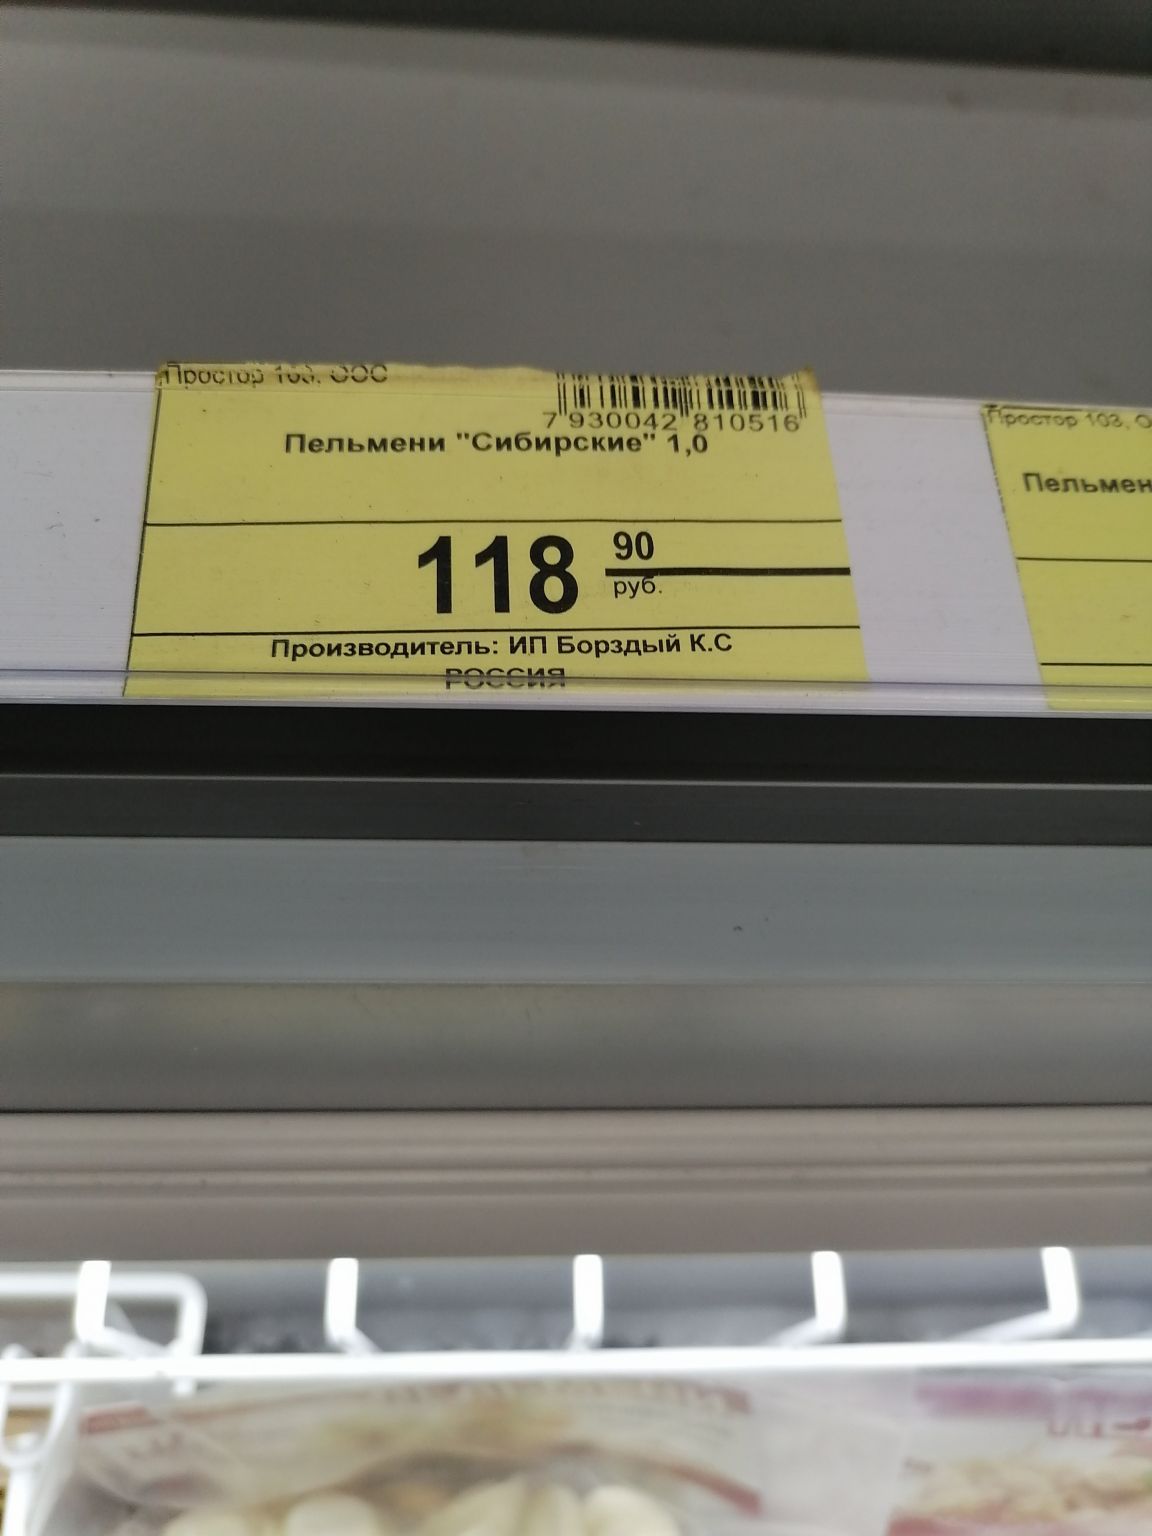 Простор 103, ООО
7 930042 810516
Пельмени "Сибирские" 1,0
118 90
руб.
Производитель: ИП Борздый К.С
РОССИЯ
Простор 103, О
Пельмен